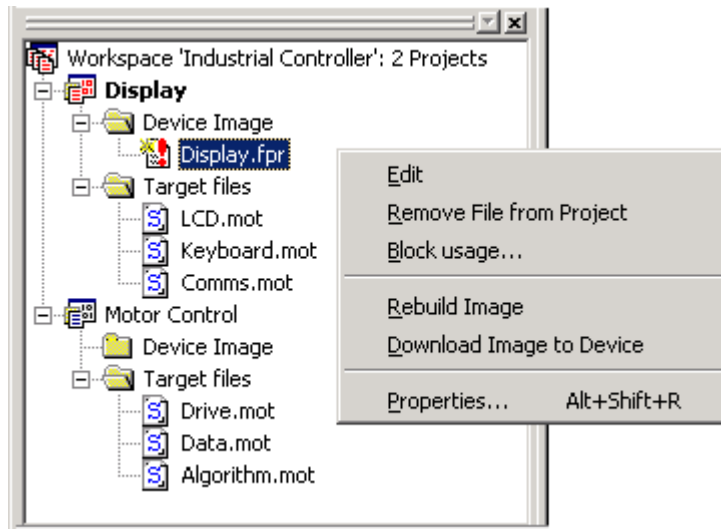 Workspace 'Industrial Controller': 2 Projects
Display
Device Image
Display.fpr
Target files
LCD.mot
Keyboard.mot
Comms.mot
Motor Control
Device Image
Target files
Drive.mot
Data.mot
Algorithm.mot
Edit
Remove File from Project
Block usage...
Rebuild Image
Download Image to Device
Properties... Alt+Shift+R